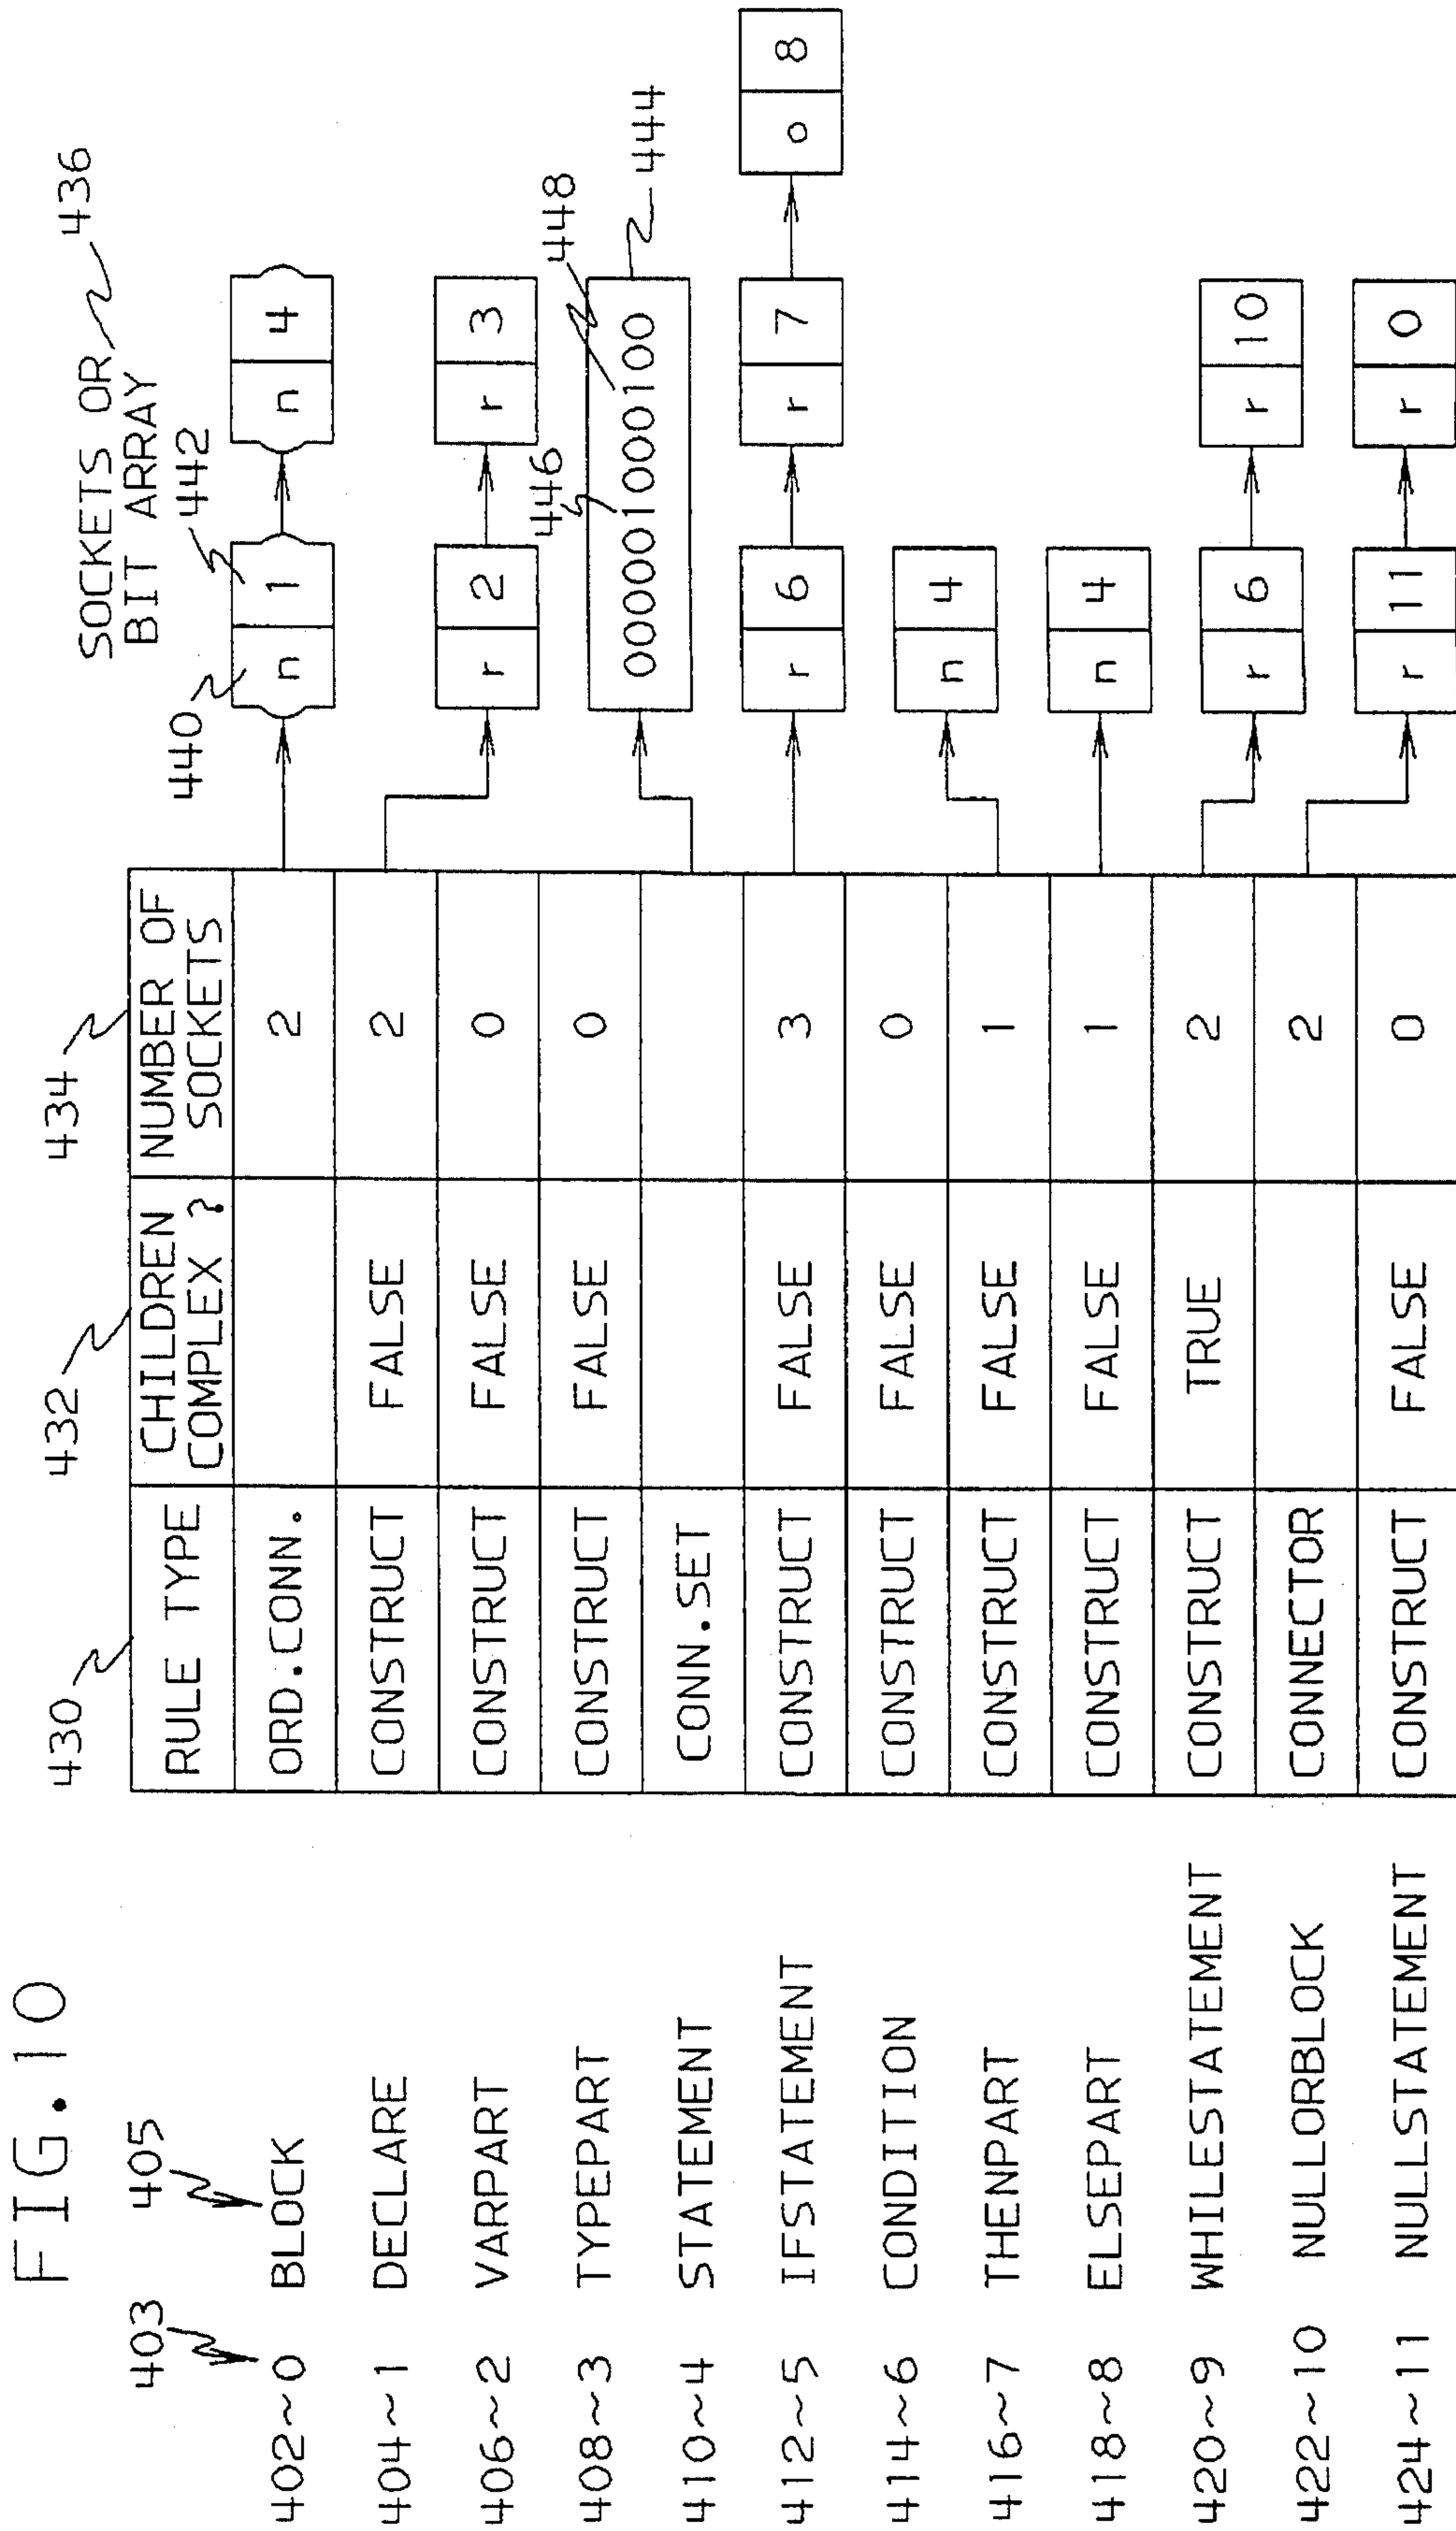 FIG. 10
403
405
430
432
434
SOCKETS OR
BIT ARRAY
436
RULE TYPE
CHILDREN
COMPLEX ?
NUMBER OF
SOCKETS
440
442
402~0 BLOCK ORD.CONN. 2 n 1 n 4
404~1 DECLARE CONSTRUCT FALSE 2
406~2 VARPART CONSTRUCT FALSE 0 r 2 r 3
446
448
408~3 TYPEPART CONSTRUCT FALSE 0 000001000100 444
410~4 STATEMENT CONN.SET
412~5 IFSTATEMENT CONSTRUCT FALSE 3 r 6 r 7 o 8
414~6 CONDITION CONSTRUCT FALSE 0 n 4
416~7 THENPART CONSTRUCT FALSE 1
418~8 ELSEPART CONSTRUCT FALSE 1 n 4
420~9 WHILESTATEMENT CONSTRUCT TRUE 2 r 6 r 10
422~10 NULLORBLOCK CONNECTOR 2
424~11 NULLSTATEMENT CONSTRUCT FALSE 0 r 11 r 0